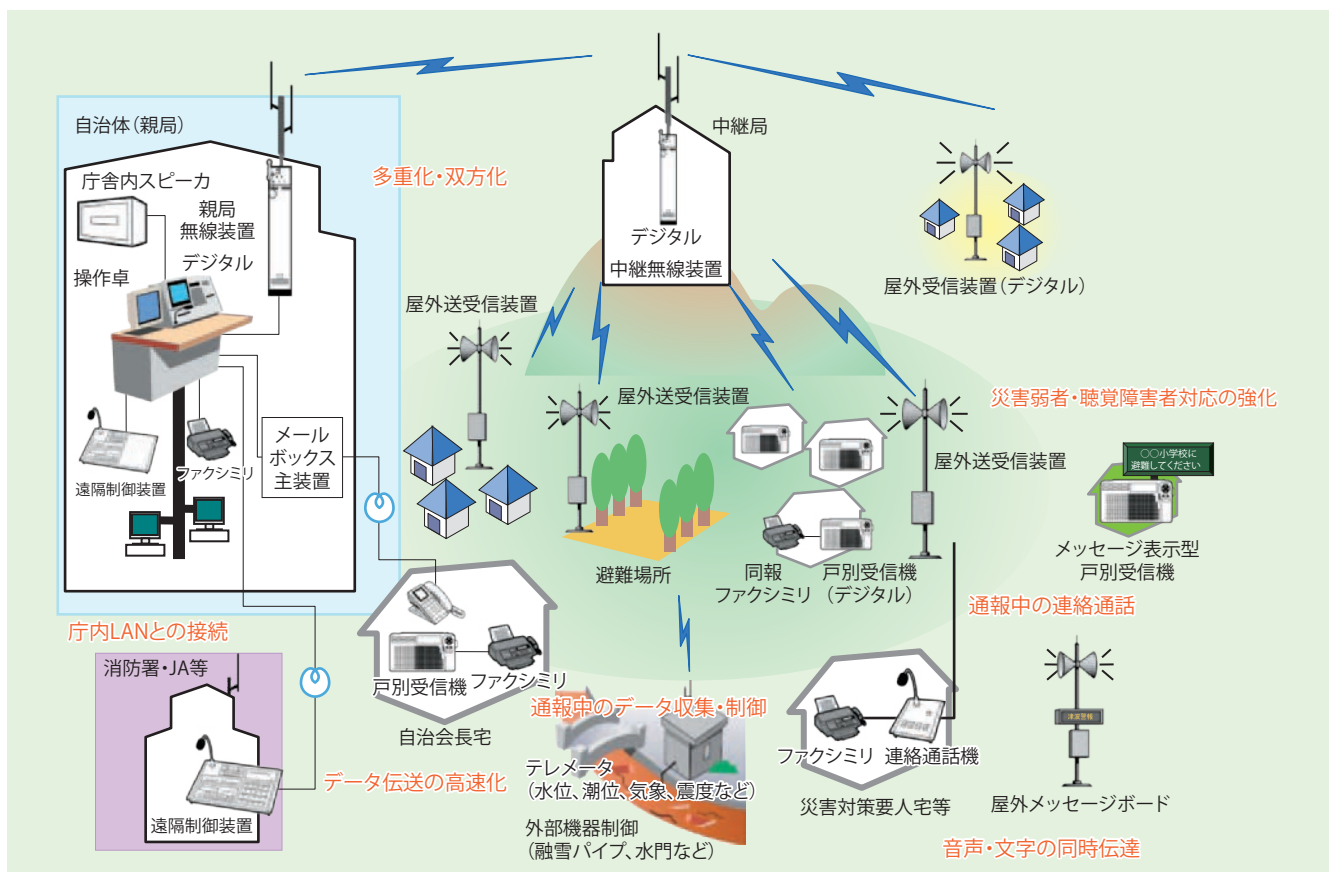 自治体（親局）
庁舎内スピーカ
親局
無線装置
デジタル
操作卓
遠隔制御装置
ファクシミリ
メール
ボックス
主装置
庁内LANとの接続
消防署・JA等
遠隔制御装置
データ伝送の高速化
多重化・双方化
中継局
デジタル
中継無線装置
屋外受信装置（デジタル）
屋外送受信装置
屋外送受信装置
避難場所
同報
ファクシミリ
戸別受信機
（デジタル）
屋外送受信装置
災害弱者・聴覚障害者対応の強化
○○小学校に
避難してください
メッセージ表示型
戸別受信機
通報中の連絡通話
戸別受信機
ファクシミリ
自治会長宅
通報中のデータ収集・制御
テレメータ
（水位、潮位、気象、震度など）
外部機器制御
（融雪パイプ、水門など）
ファクシミリ
連絡通話機
災害対策要人宅等
津波警報
屋外メッセージボード
音声・文字の同時伝達